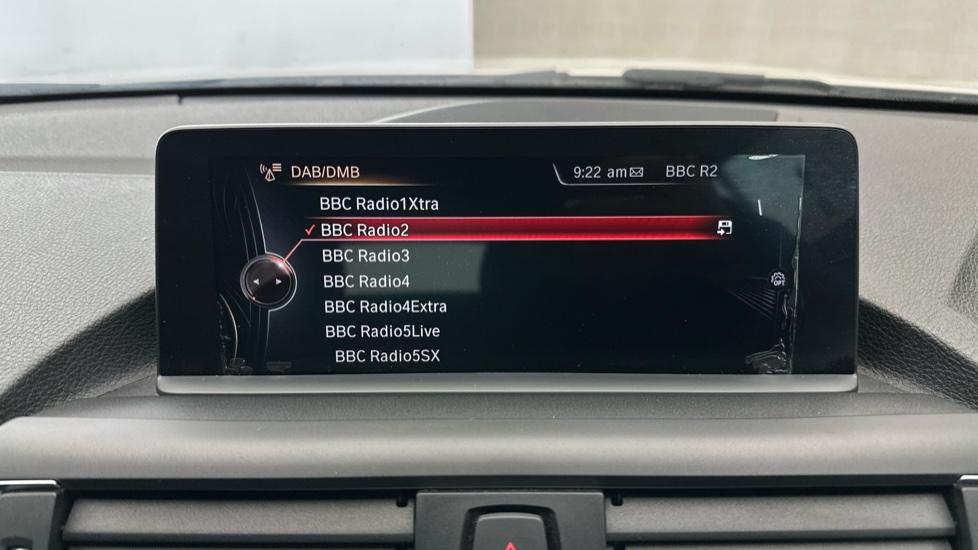 DAB/DMB 9:22 am BBC R2
BBC Radio1Xtra
✓ BBC Radio2
BBC Radio3
BBC Radio4
BBC Radio4Extra
BBC Radio5Live
BBC Radio5SX
OPT